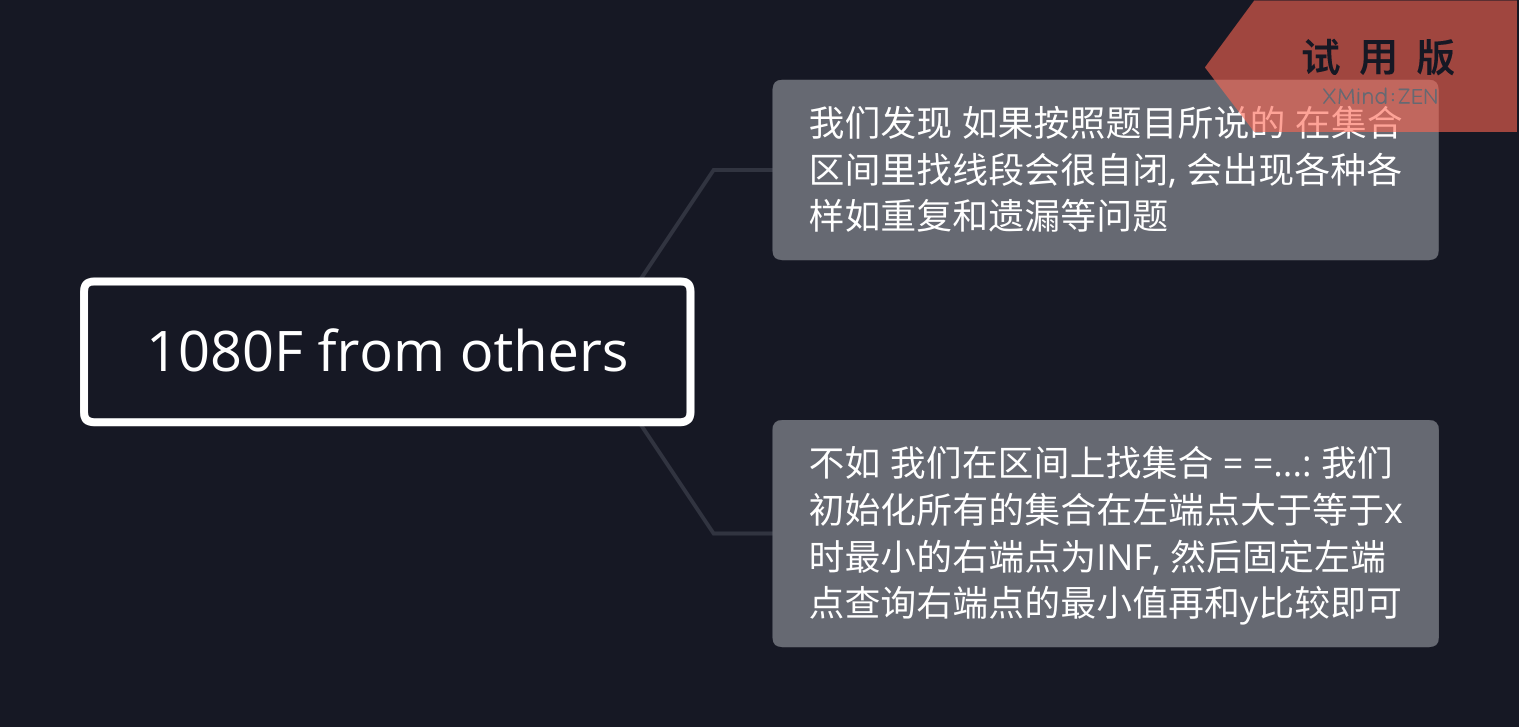 试用版
XMind:ZEN
我们发现 如果按照题目所说的 在集合
区间里找线段会很自闭, 会出现各种各
样如重复和遗漏等问题
1080F from others
不如 我们在区间上找集合 = =...: 我们
初始化所有的集合在左端点大于等于x
时最小的右端点为INF, 然后固定左端
点查询右端点的最小值再和y比较即可